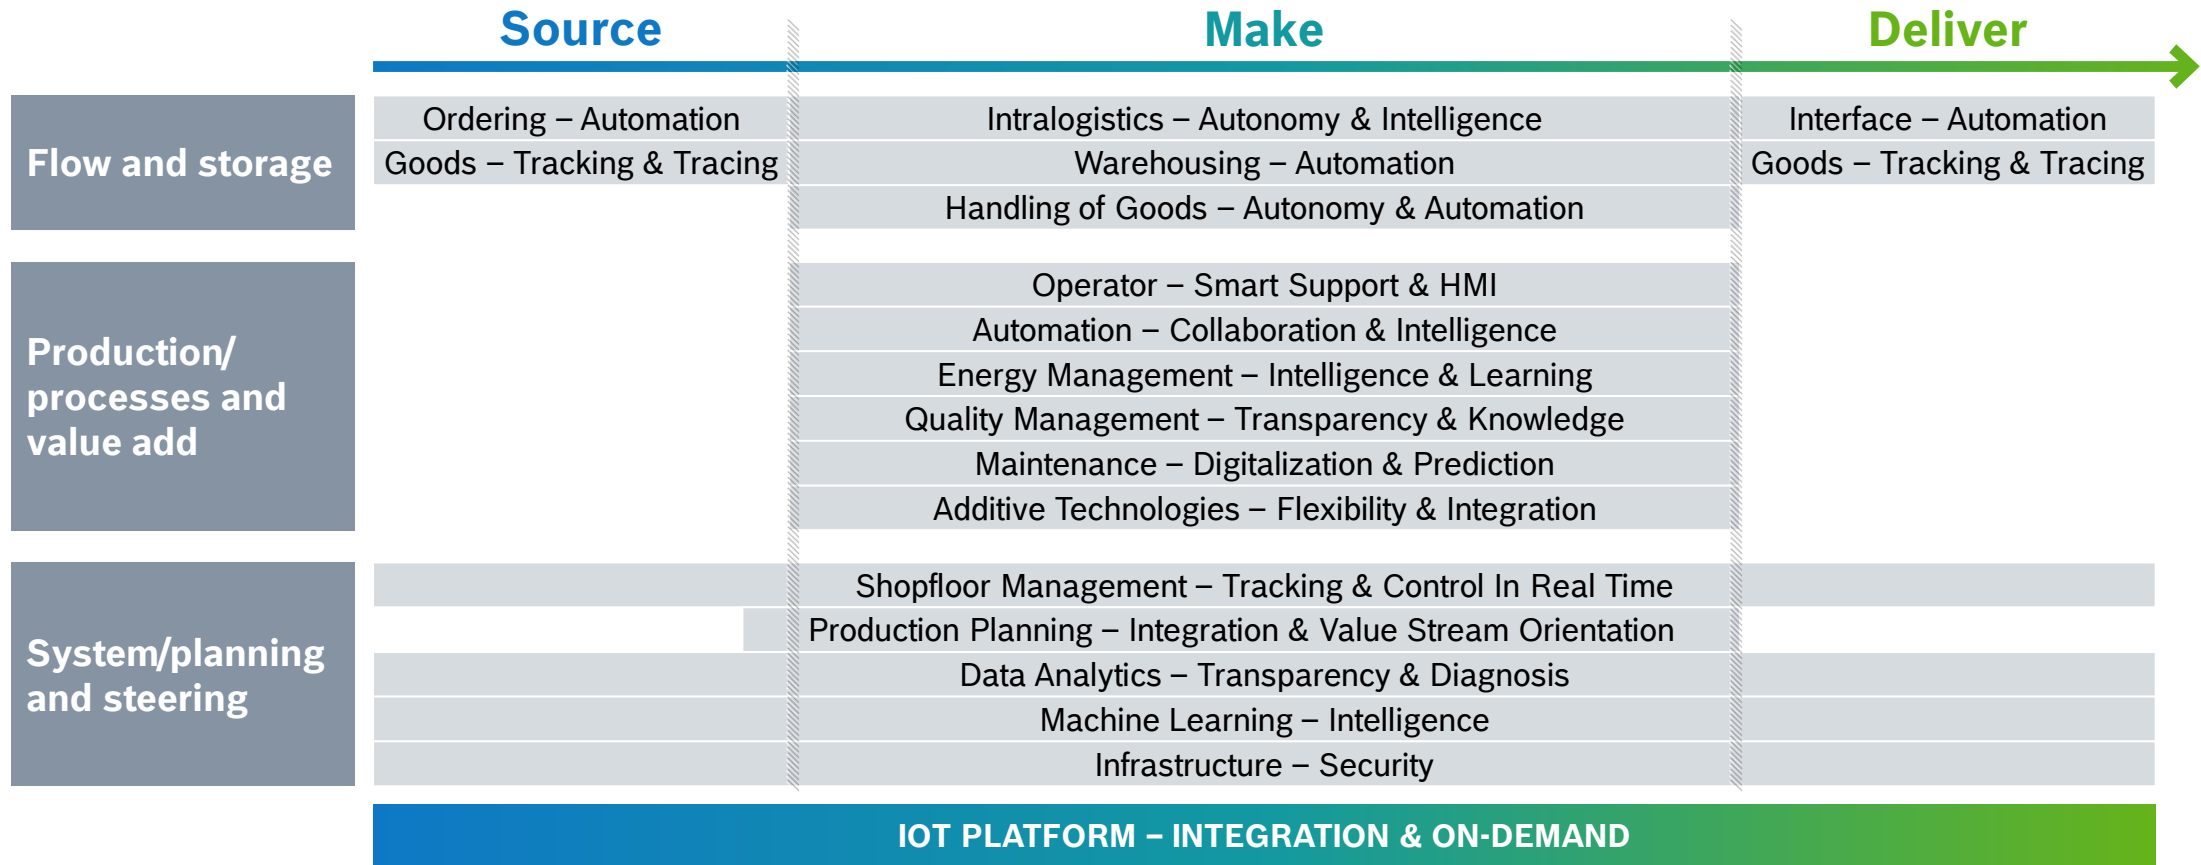 Source
Make
Deliver
Flow and storage
Ordering – Automation
Goods – Tracking & Tracing
Intralogistics – Autonomy & Intelligence
Warehousing – Automation
Handling of Goods – Autonomy & Automation
Interface – Automation
Goods – Tracking & Tracing
Production/
processes and
value add
Operator – Smart Support & HMI
Automation – Collaboration & Intelligence
Energy Management – Intelligence & Learning
Quality Management – Transparency & Knowledge
Maintenance – Digitalization & Prediction
Additive Technologies – Flexibility & Integration
System/planning
and steering
Shopfloor Management – Tracking & Control In Real Time
Production Planning – Integration & Value Stream Orientation
Data Analytics – Transparency & Diagnosis
Machine Learning – Intelligence
Infrastructure – Security
IOT PLATFORM – INTEGRATION & ON-DEMAND